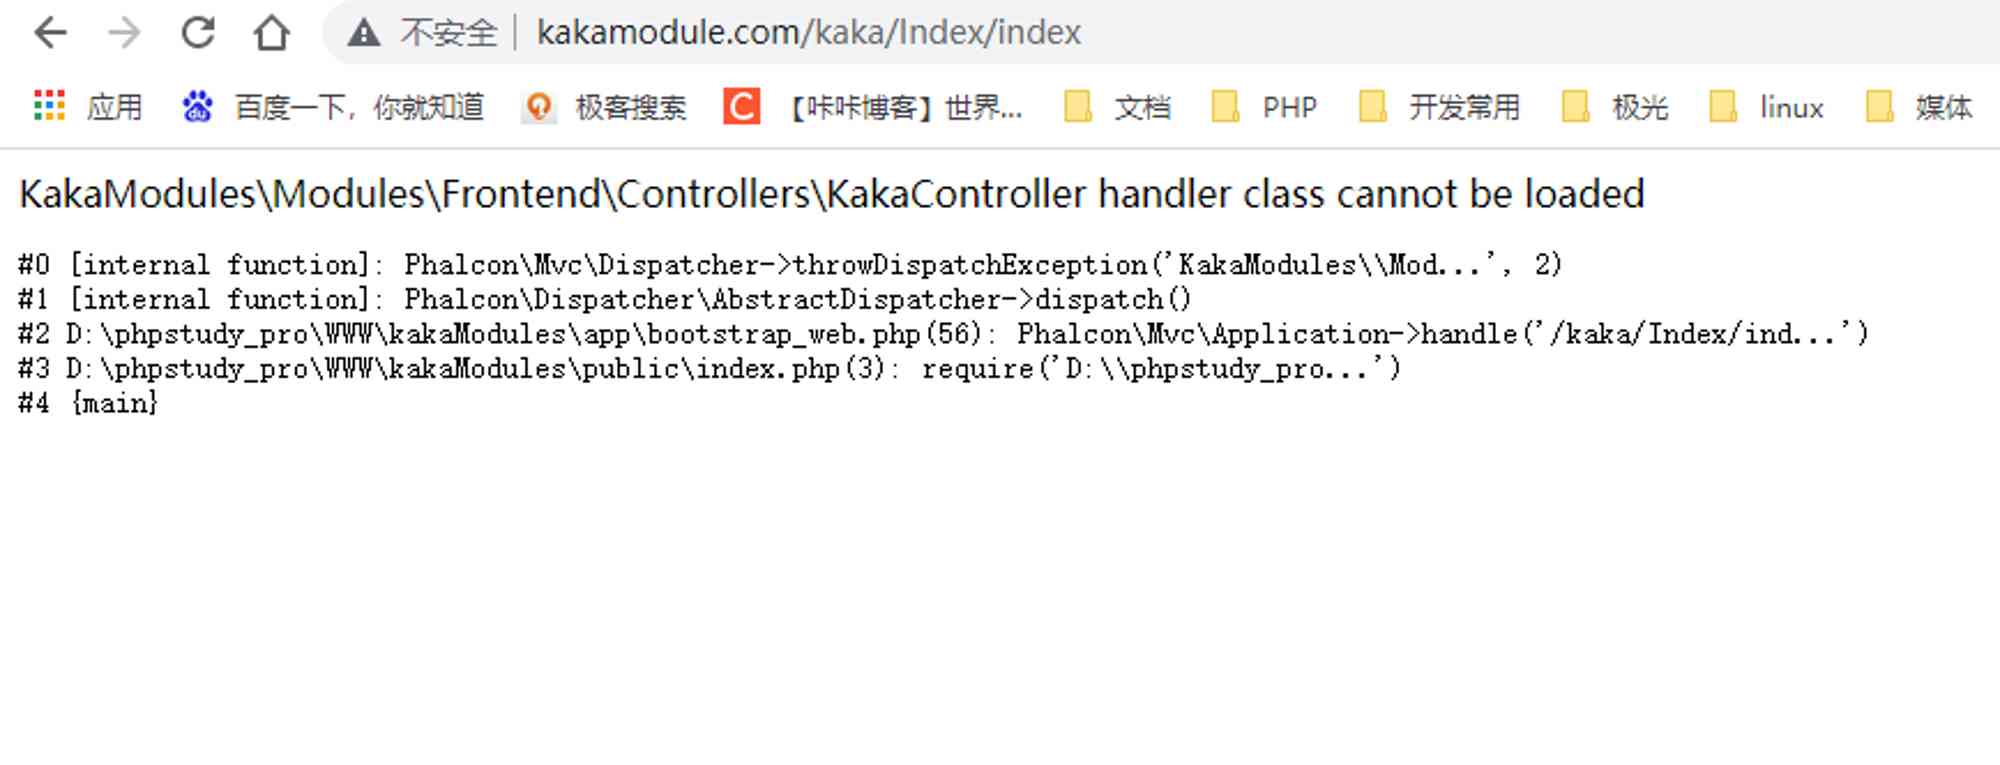 不安全 kakamodule.com/kaka/Index/index
应用 百度一下，你就知道 极客搜索 【咔咔博客】世界... 文档 PHP 开发常用 极光 linux 媒体
KakaModules\Modules\Frontend\Controllers\KakaController handler class cannot be loaded
#0 [internal function]: Phalcon\Mvc\Dispatcher->throwDispatchException('KakaModules\\Mod...', 2)
#1 [internal function]: Phalcon\Dispatcher\AbstractDispatcher->dispatch()
#2 D:\phpstudy_pro\WWW\kakaModules\app\bootstrap_web.php(56): Phalcon\Mvc\Application->handle('/kaka/Index/ind...')
#3 D:\phpstudy_pro\WWW\kakaModules\public\index.php(3): require('D:\\phpstudy_pro...')
#4 {main}